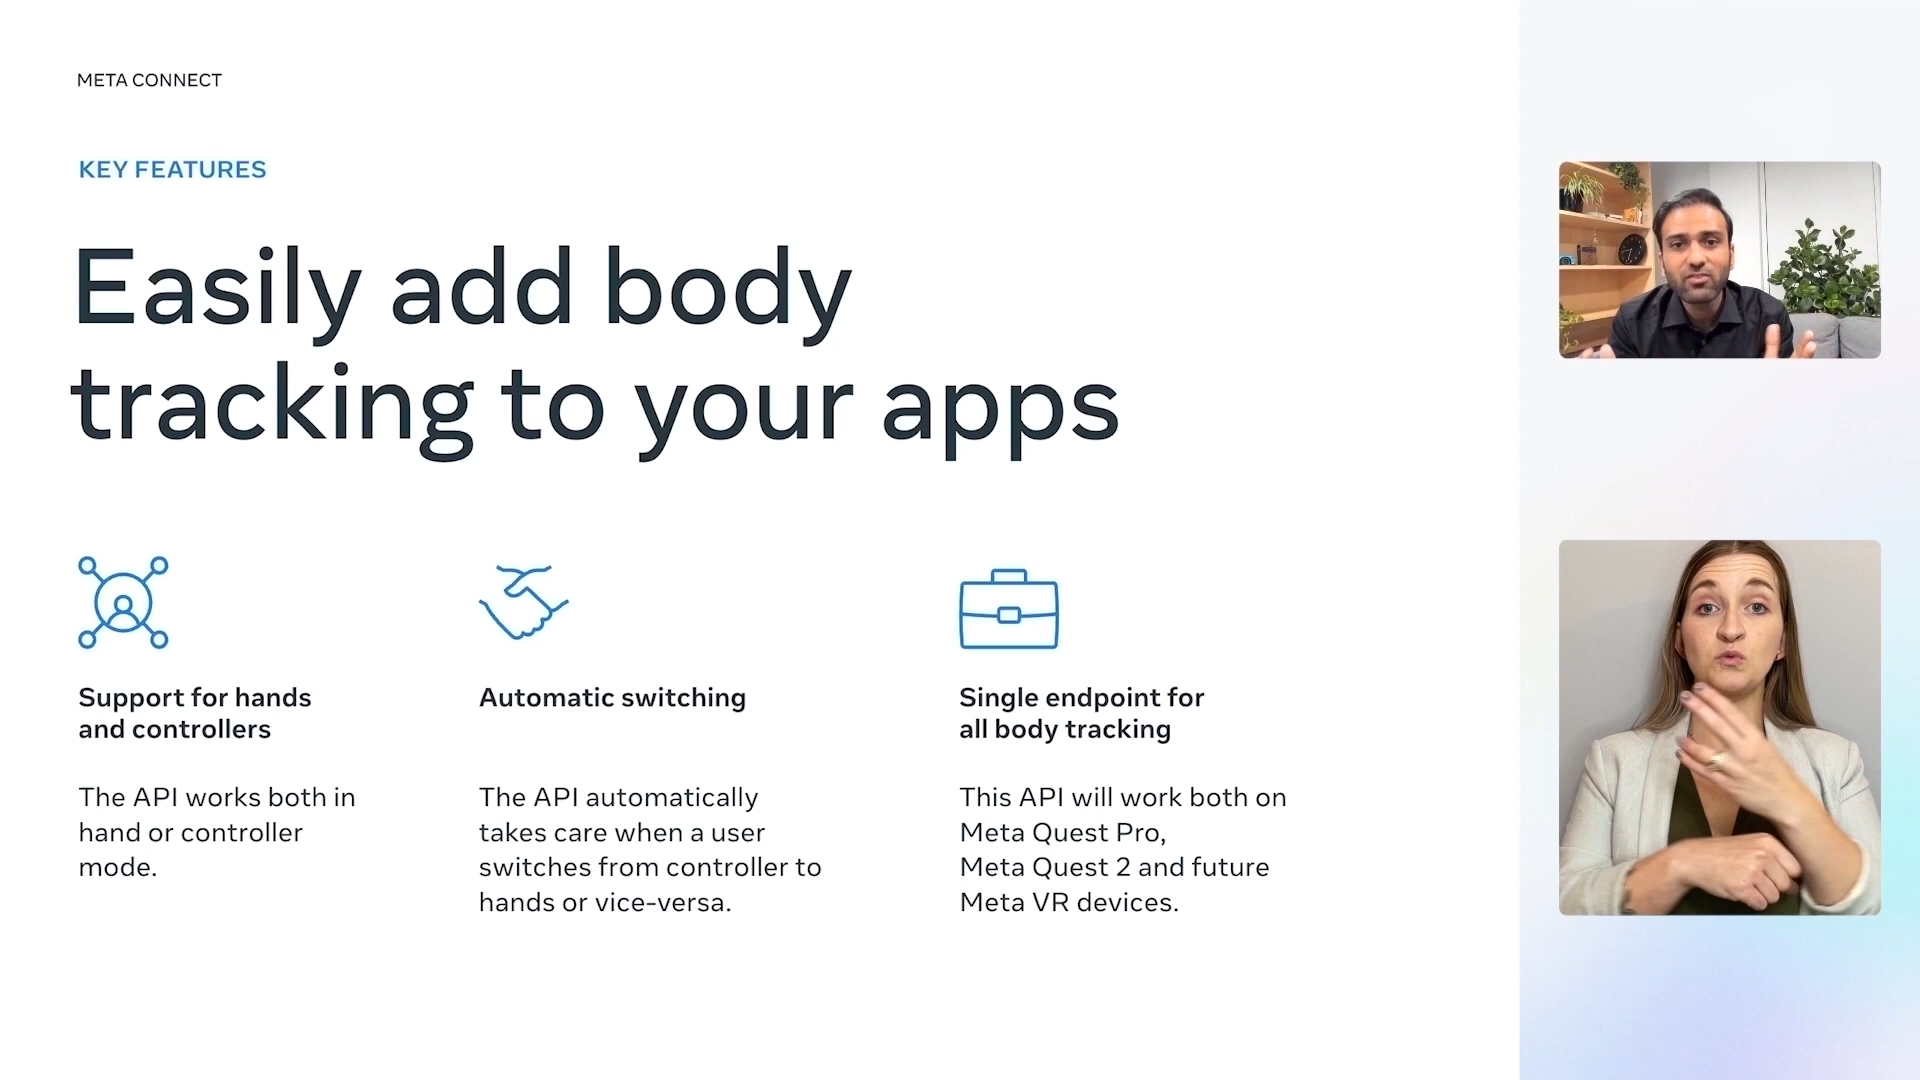 META CONNECT
KEY FEATURES
Easily add body
tracking to your apps
Support for hands
and controllers
The API works both in
hand or controller
mode.
Automatic switching
The API automatically
takes care when a user
switches from controller to
hands or vice-versa.
Single endpoint for
all body tracking
This API will work both on
Meta Quest Pro,
Meta Quest 2 and future
Meta VR devices.